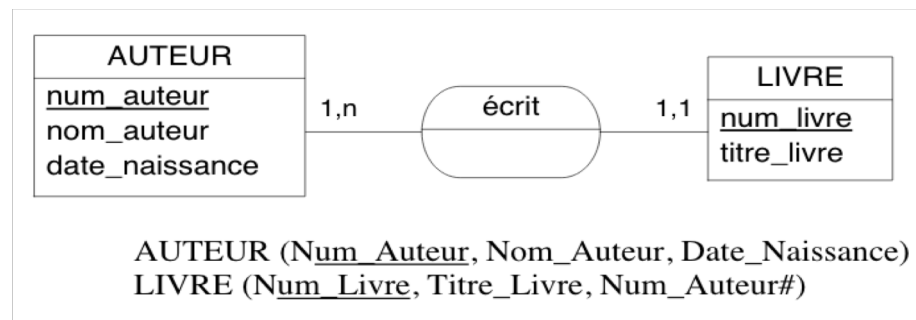 AUTEUR
num_auteur
nom_auteur
date_naissance
1,n
écrit
1,1
LIVRE
num_livre
titre_livre
AUTEUR (Num_Auteur, Nom_Auteur, Date_Naissance)
LIVRE (Num_Livre, Titre_Livre, Num_Auteur#)